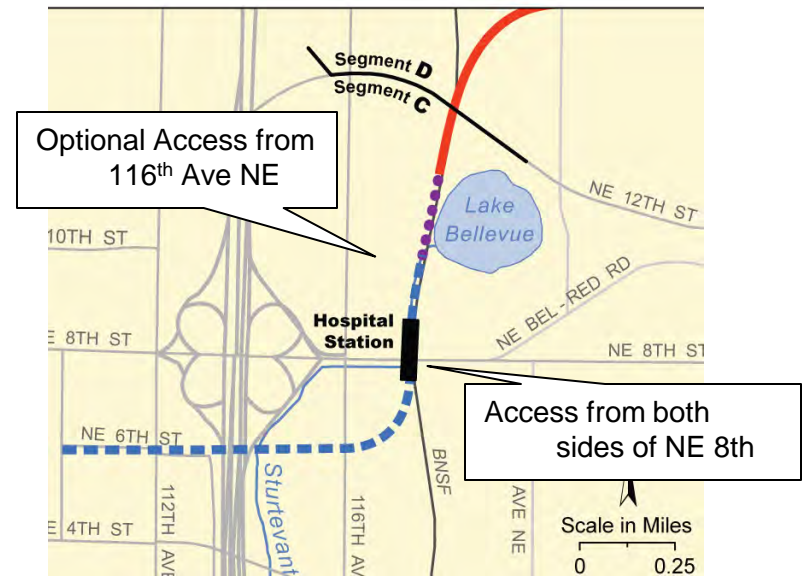 Segment D
Segment C
Optional Access from
116th Ave NE
Lake
Bellevue
NE 12TH ST
10TH ST
NE BEL-RED RD
Hospital
Station
E 8TH ST
NE 8TH ST
Access from both
sides of NE 8th
NE 6TH ST
BNSF
Sturtevant
112TH AVE
116TH AV
AVE NE
E 4TH ST
Scale in Miles
0 0.25